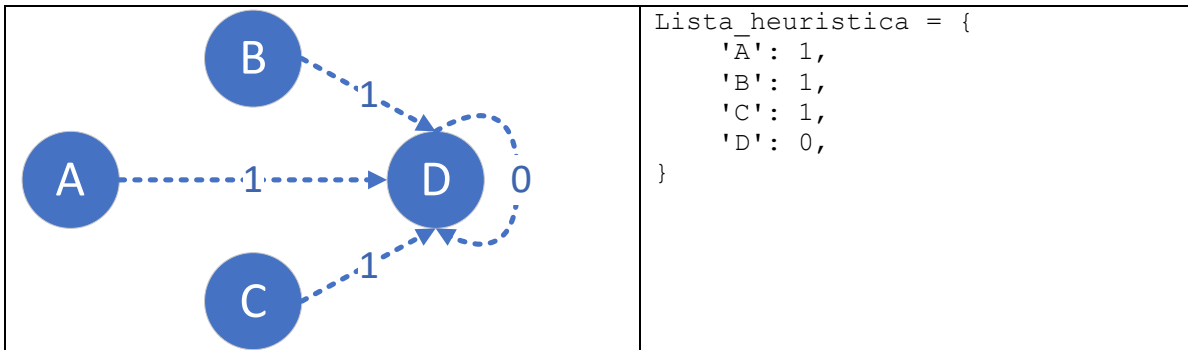 B
1
A
1
D
0
1
C
Lista_heuristica = {
    'A': 1,
    'B': 1,
    'C': 1,
    'D': 0,
}